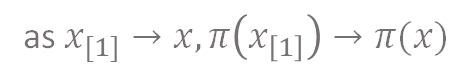 as 𝑥[1] → 𝑥, 𝜋(𝑥[1]) → 𝜋(𝑥)